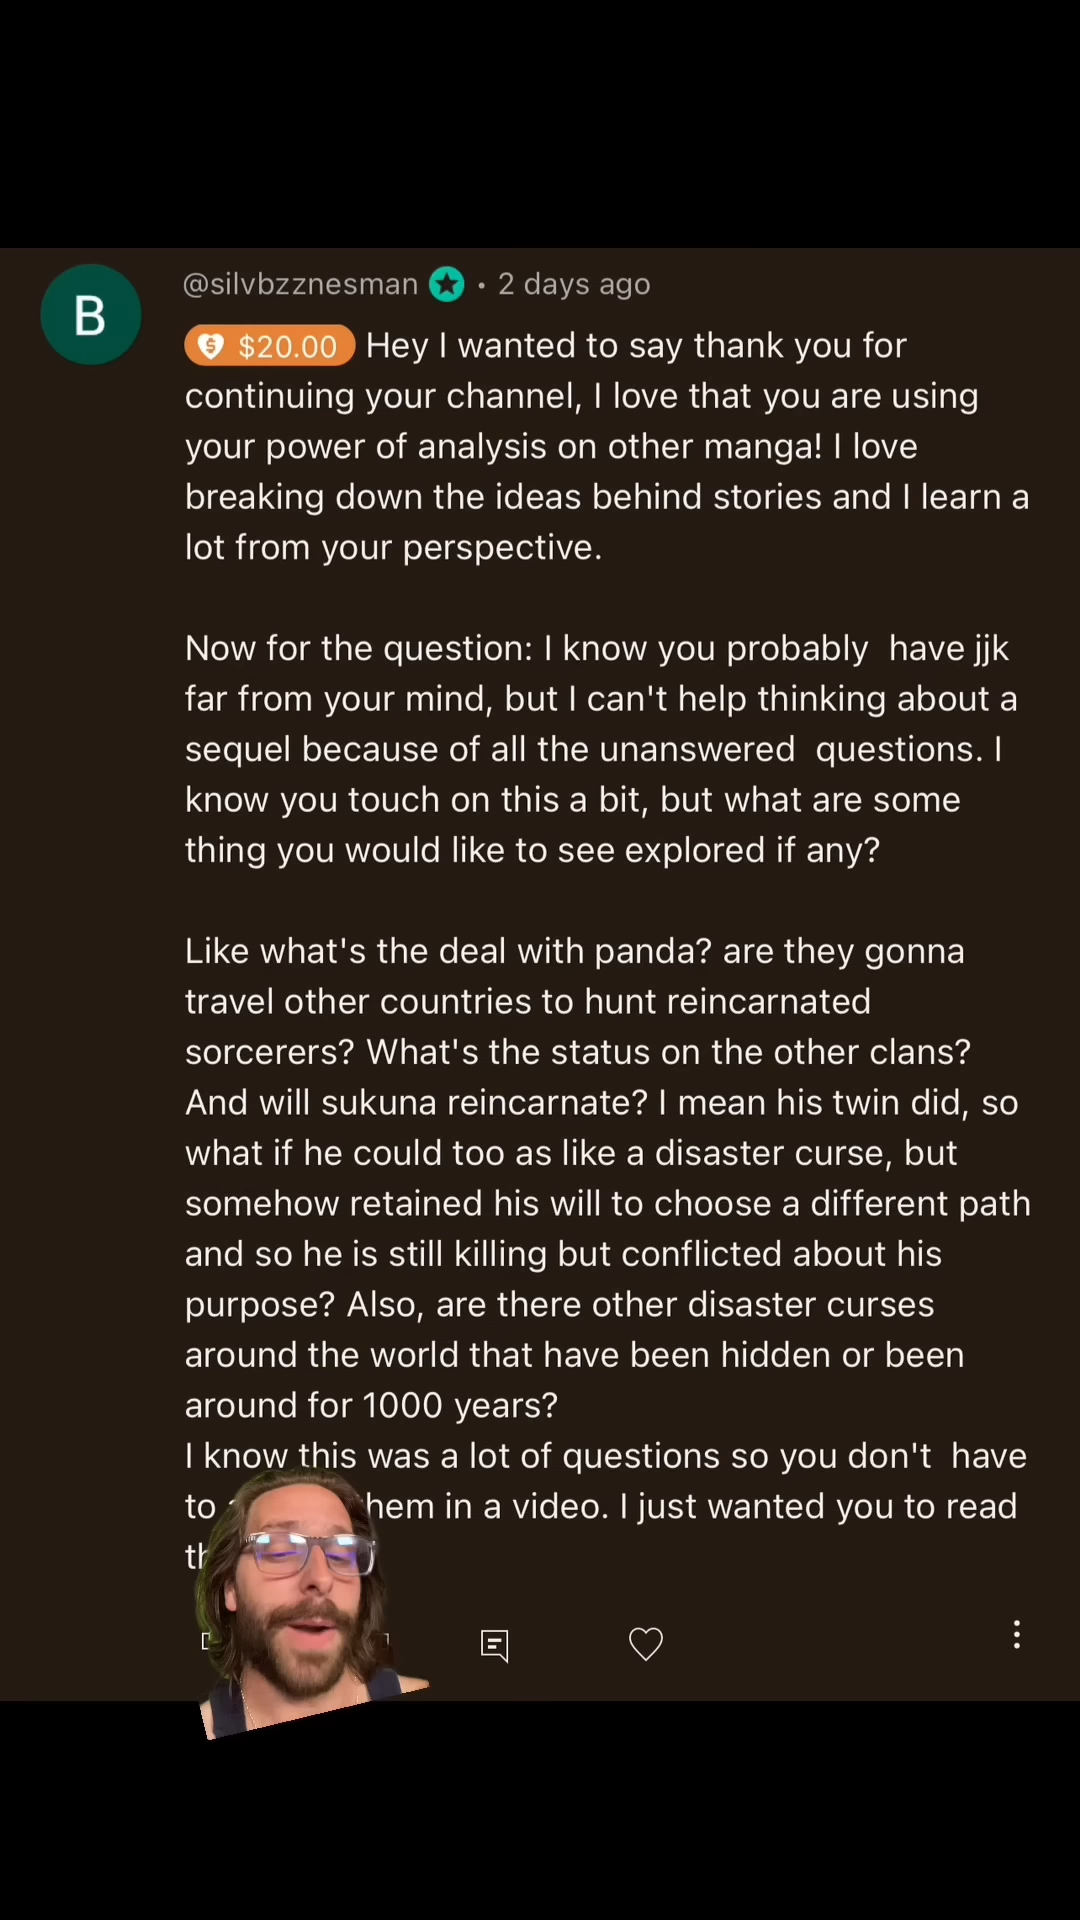 B
@silvbzznesman • 2 days ago
$20.00 Hey I wanted to say thank you for
continuing your channel, I love that you are using
your power of analysis on other manga! I love
breaking down the ideas behind stories and I learn a
lot from your perspective.
Now for the question: I know you probably  have jjk
far from your mind, but I can't help thinking about a
sequel because of all the unanswered  questions. I
know you touch on this a bit, but what are some
thing you would like to see explored if any?
Like what's the deal with panda? are they gonna
travel other countries to hunt reincarnated
sorcerers? What's the status on the other clans?
And will sukuna reincarnate? I mean his twin did, so
what if he could too as like a disaster curse, but
somehow retained his will to choose a different path
and so he is still killing but conflicted about his
purpose? Also, are there other disaster curses
around the world that have been hidden or been
around for 1000 years?
I know this was a lot of questions so you don't  have
to hem in a video. I just wanted you to read